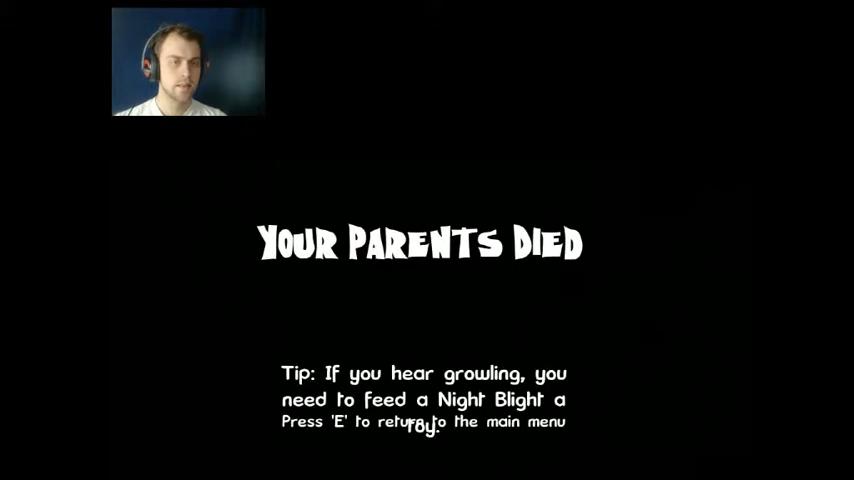 YOUR PARENTS DIED
Tip: If you hear growling, you
need to feed a Night Blight a
toy.
Press 'E' to return to the main menu